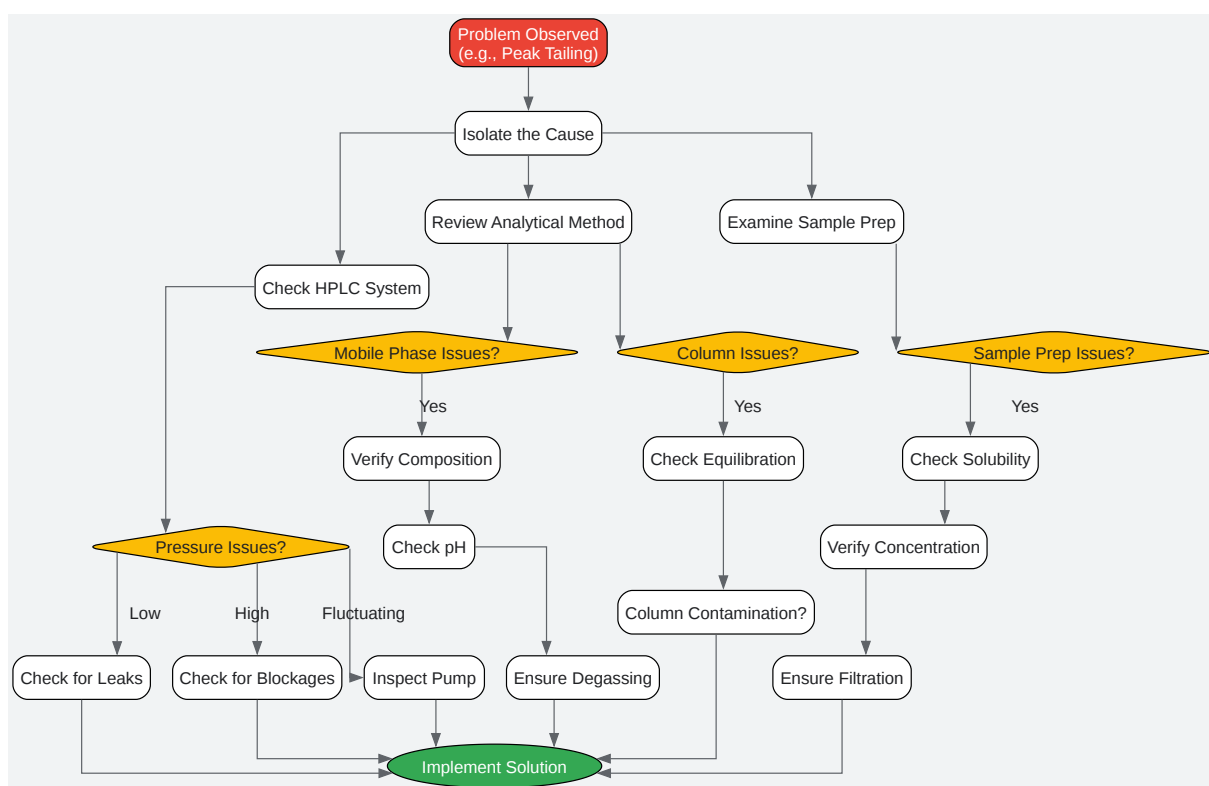 Problem Observed
(e.g., Peak Tailing)
Isolate the Cause
Review Analytical Method
Examine Sample Prep
Check HPLC System
Mobile Phase Issues?
Column Issues?
Sample Prep Issues?
Yes
Yes
Yes
Verify Composition
Check Equilibration
Check Solubility
Pressure Issues?
Check pH
Verify Concentration
Low
High
Fluctuating
Column Contamination?
Check for Leaks
Check for Blockages
Inspect Pump
Ensure Degassing
Ensure Filtration
Implement Solution